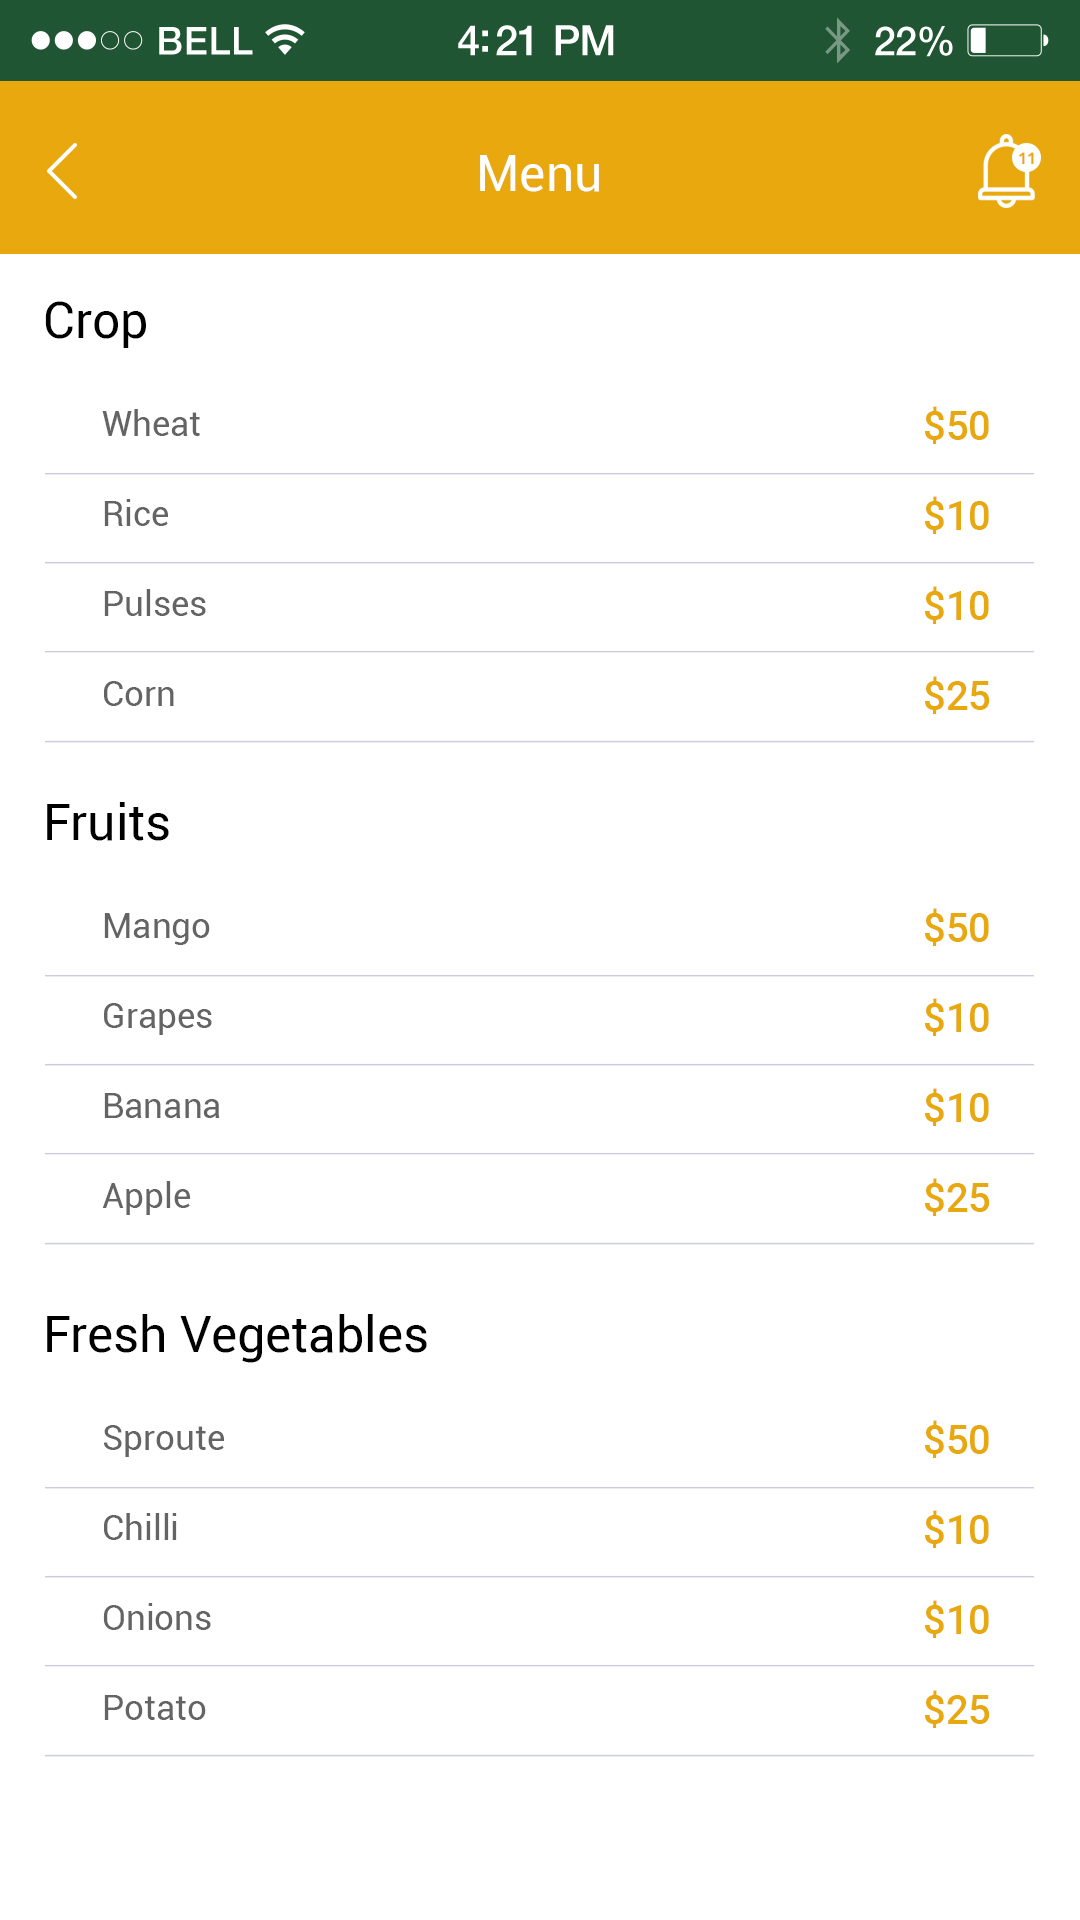 BELL 4:21 PM 22%
Menu
11
Crop
Wheat $50
Rice $10
Pulses $10
Corn $25
Fruits
Mango $50
Grapes $10
Banana $10
Apple $25
Fresh Vegetables
Sproute $50
Chilli $10
Onions $10
Potato $25